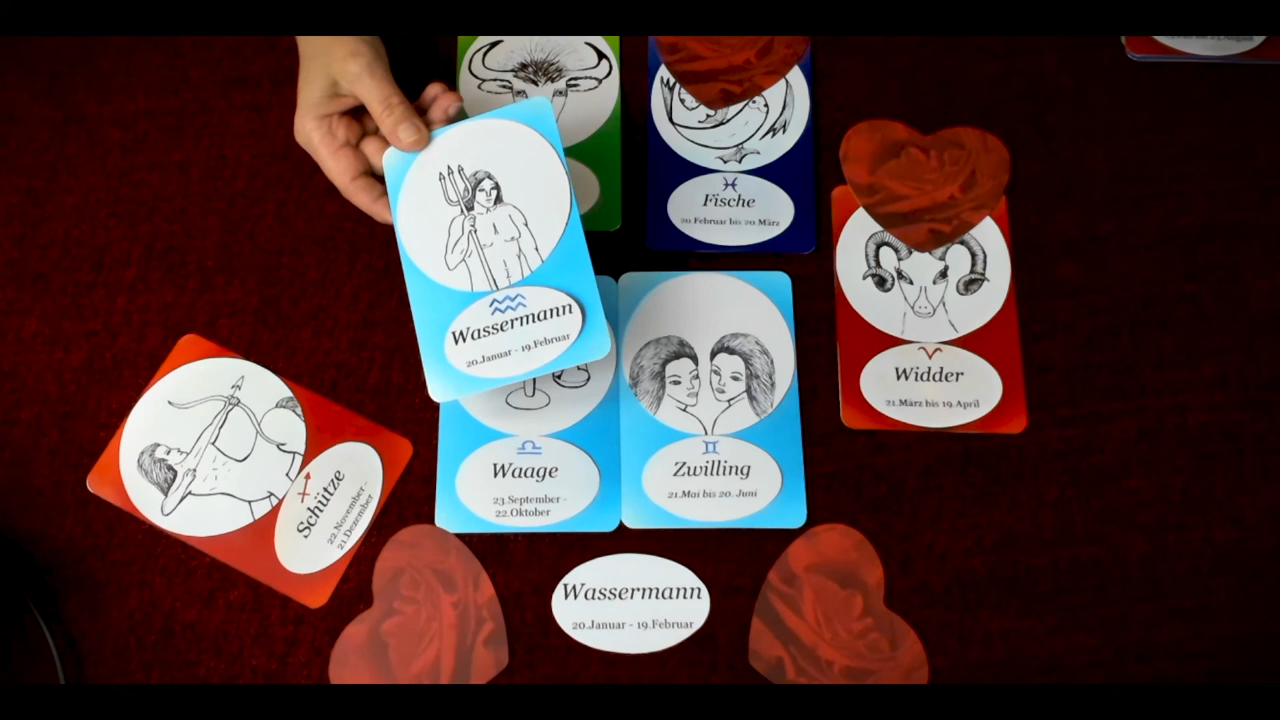 Fische
20.Februar bis 20.März
Wassermann
20.Januar - 19.Februar
Widder
21.März bis 19.April
Schütze
22.November -
21.Dezember
Waage
23.September -
22.Oktober
Zwilling
21.Mai bis 20. Juni
Wassermann
20.Januar - 19.Februar